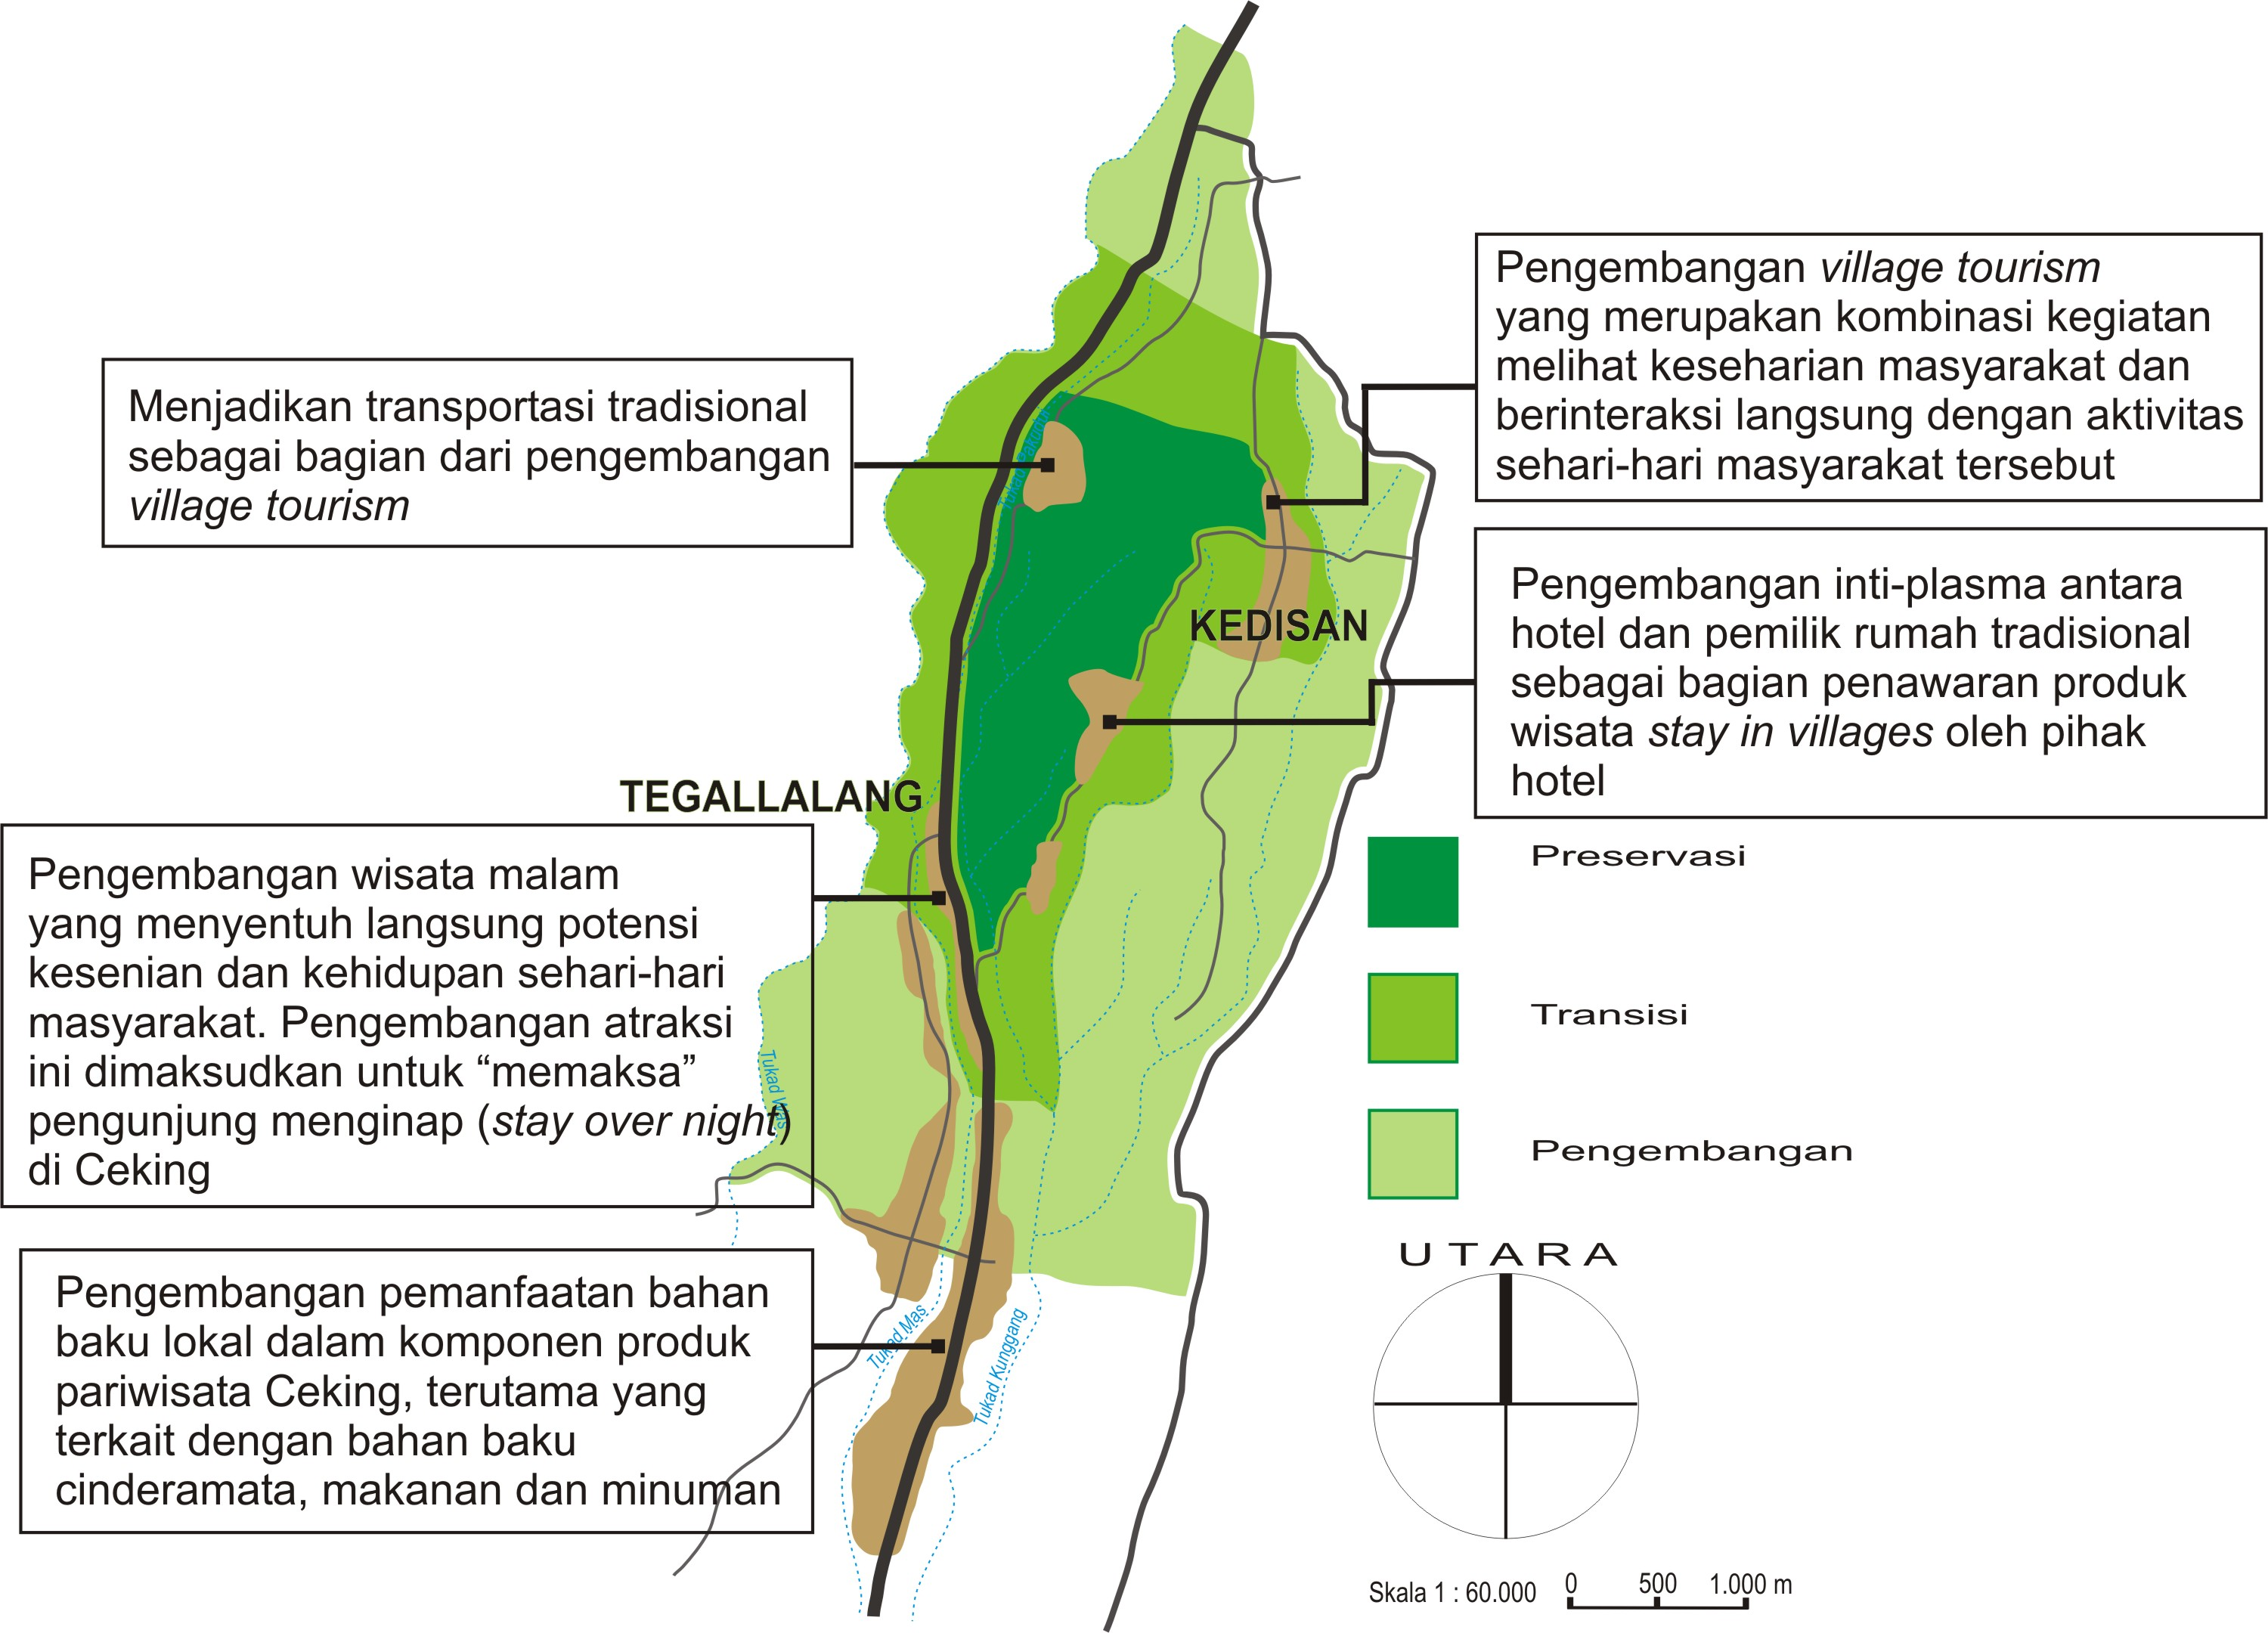 Pengembangan village tourism
yang merupakan kombinasi kegiatan
melihat keseharian masyarakat dan
berinteraksi langsung dengan aktivitas
sehari-hari masyarakat tersebut
Menjadikan transportasi tradisional
sebagai bagian dari pengembangan
village tourism
Pengembangan inti-plasma antara
hotel dan pemilik rumah tradisional
sebagai bagian penawaran produk
wisata stay in villages oleh pihak
hotel
KEDISAN
TEGALLALANG
Pengembangan wisata malam
yang menyentuh langsung potensi
kesenian dan kehidupan sehari-hari
masyarakat. Pengembangan atraksi
ini dimaksudkan untuk “memaksa”
pengunjung menginap (stay over night)
di Ceking
Tukad Was
Preservasi
Transisi
Pengembangan
Pengembangan pemanfaatan bahan
baku lokal dalam komponen produk
pariwisata Ceking, terutama yang
terkait dengan bahan baku
cinderamata, makanan dan minuman
Tukad Mas
Tukad Kunggang
UTARA
Skala 1 : 60.000
0 500 1.000 m